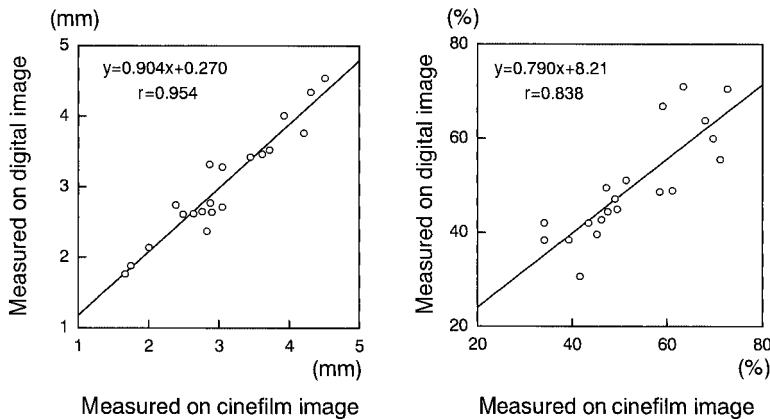 (mm)
5
4
3
2
1
Measured on digital image
y=0.904x+0.270
r=0.954
1 2 3 4 5
(mm)
Measured on cinefilm image
(%)
80
60
40
20
Measured on digital image
y=0.790x+8.21
r=0.838
20 40 60 80
(%)
Measured on cinefilm image